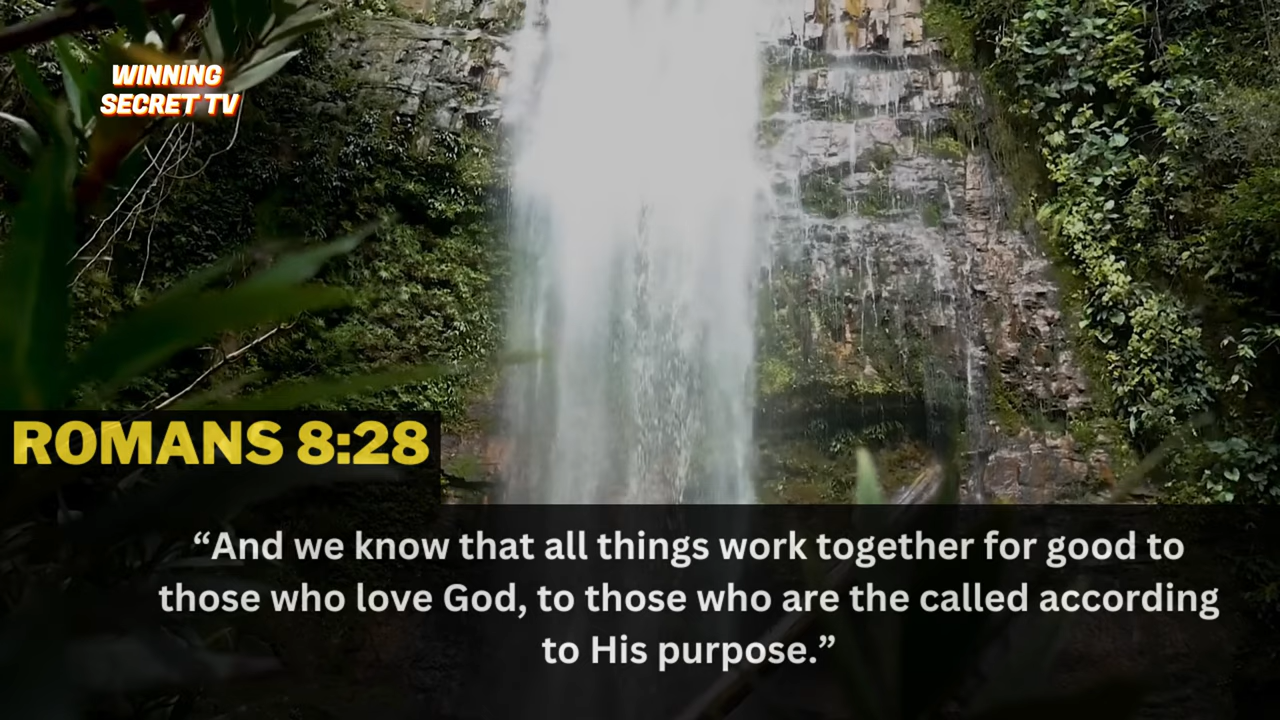 WINNING
SECRET TV
ROMANS 8:28
“And we know that all things work together for good to
those who love God, to those who are the called according
to His purpose.”